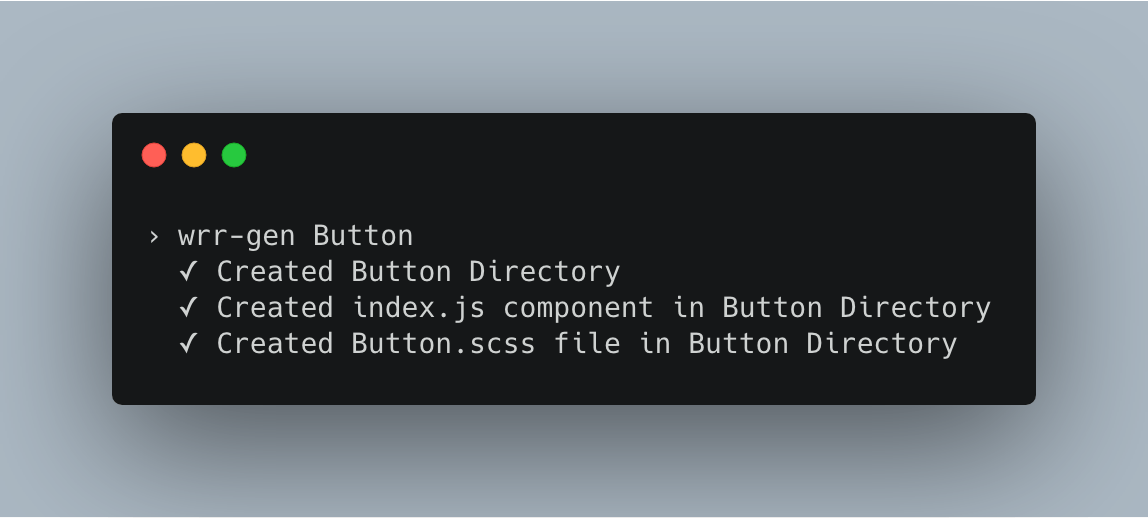 › wrr-gen Button
✓ Created Button Directory
✓ Created index.js component in Button Directory
✓ Created Button.scss file in Button Directory